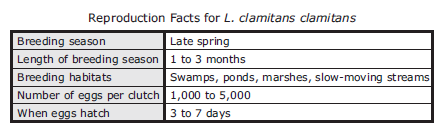 Reproduction Facts for L. clamitans clamitans
Breeding season Late spring
Length of breeding season 1 to 3 months
Breeding habitats Swamps, ponds, marshes, slow-moving streams
Number of eggs per clutch 1,000 to 5,000
When eggs hatch 3 to 7 days